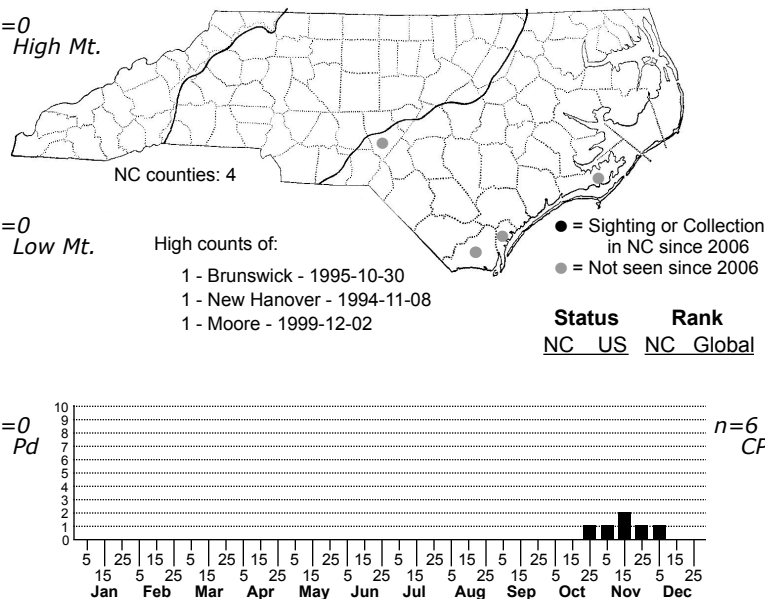 =0
High Mt.
NC counties: 4
=0
Low Mt.
High counts of:
1 - Brunswick - 1995-10-30
1 - New Hanover - 1994-11-08
1 - Moore - 1999-12-02
= Sighting or Collection
in NC since 2006
= Not seen since 2006
Status Rank
NC US NC Global
=0
Pd
10
9
8
7
6
5
4
3
2
1
0
n=6
CP
5 25 15 5 25 15 5 25 15 5 25 15 5 25 15 5 25 15
15 5 25 15 5 25 15 5 25 15 5 25 15 5 25 15 5 25
Jan Feb Mar Apr May Jun Jul Aug Sep Oct Nov Dec